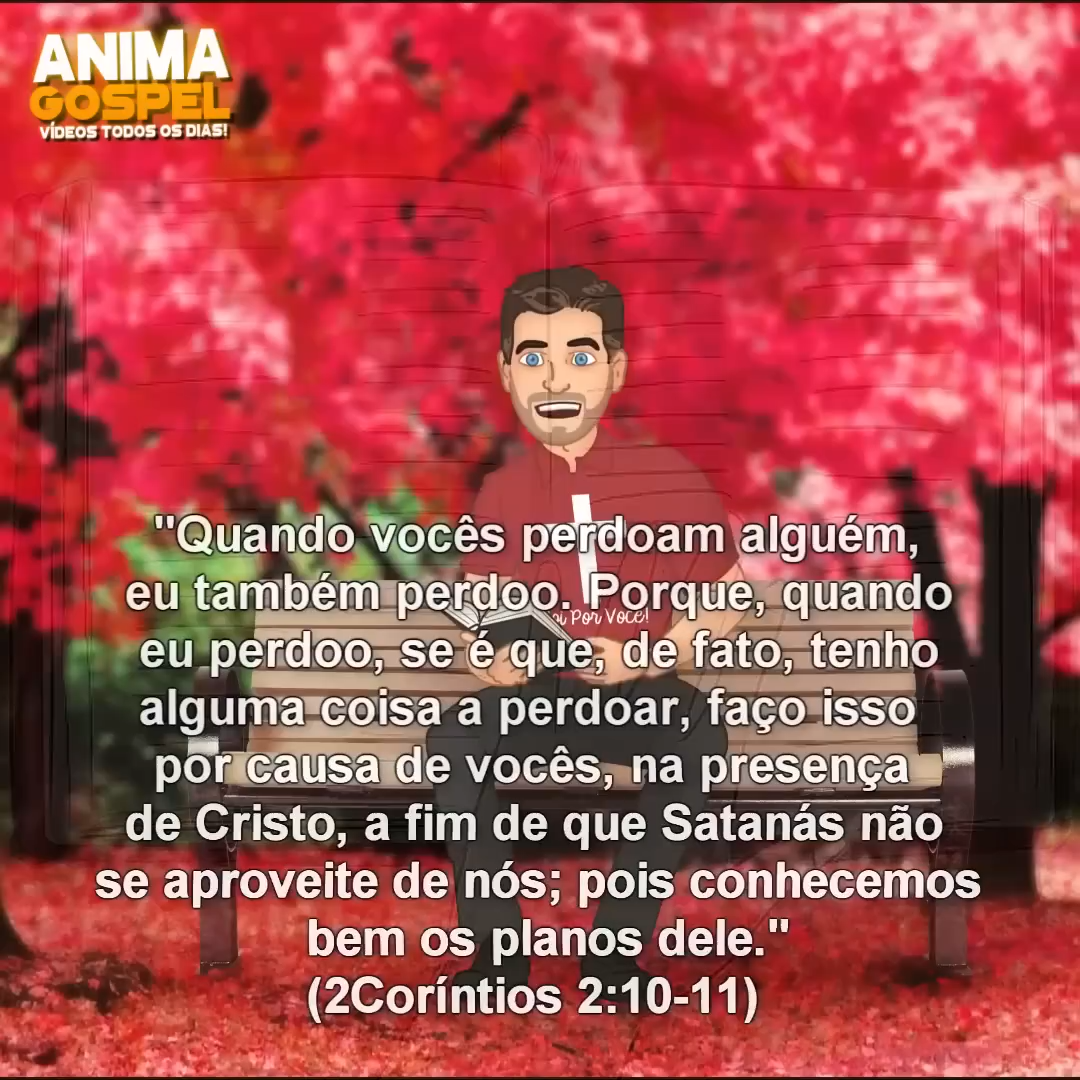 ANIMA
GOSPEL
VÍDEOS TODOS OS DIAS!
"Quando vocês perdoam alguém,
eu também perdoo. Porque, quando
eu perdoo, se é que, de fato, tenho
alguma coisa a perdoar, faço isso
por causa de vocês, na presença
de Cristo, a fim de que Satanás não
se aproveite de nós; pois conhecemos
bem os planos dele."
(2Coríntios 2:10-11)
Por Você!